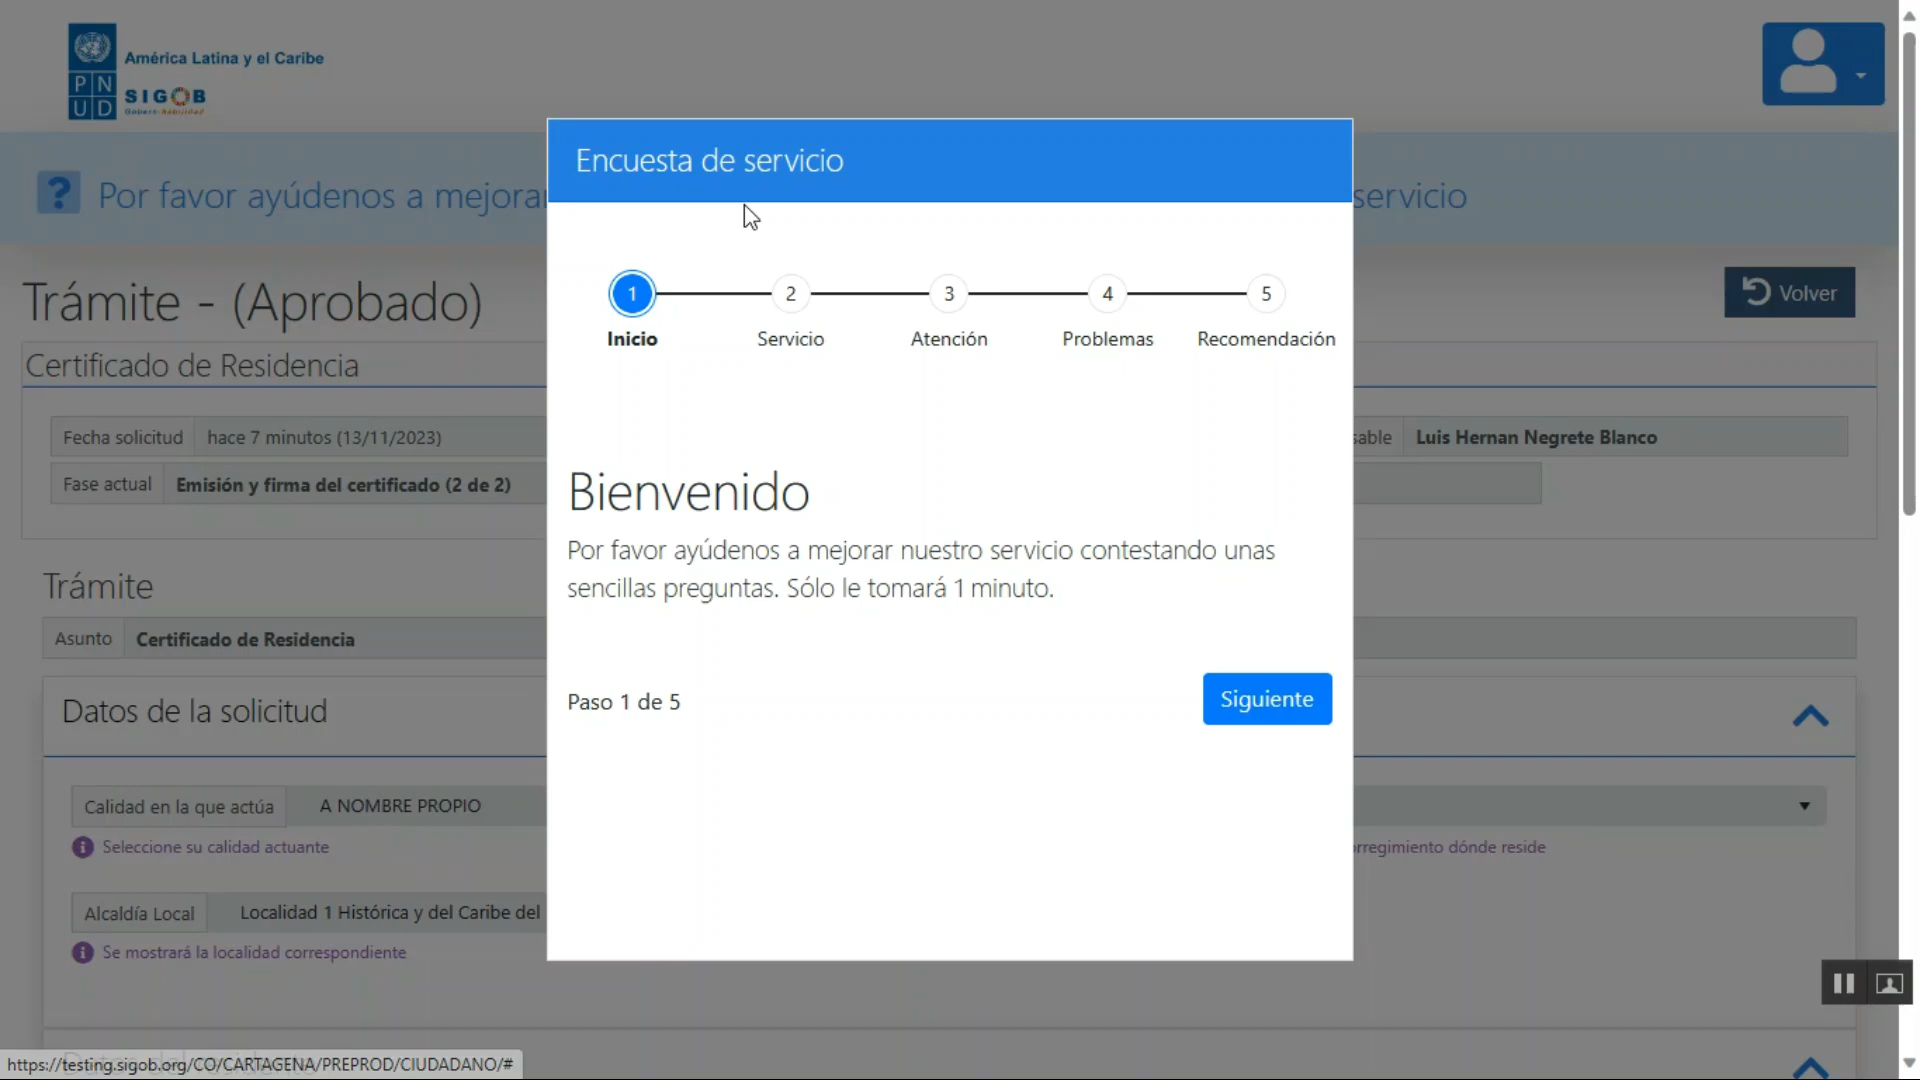 América Latina y el Caribe
P N
U D
SIGOB
Encuesta de servicio
? Por favor ayúdenos a mejorar
servicio
1 2 3 4 5
Inicio Servicio Atención Problemas Recomendación
Trámite - (Aprobado)
Volver
Certificado de Residencia
Fecha solicitud hace 7 minutos (13/11/2023)
sable Luis Hernan Negrete Blanco
Fase actual Emisión y firma del certificado (2 de 2)
Bienvenido
Por favor ayúdenos a mejorar nuestro servicio contestando unas
sencillas preguntas. Sólo le tomará 1 minuto.
Trámite
Asunto Certificado de Residencia
Paso 1 de 5
Siguiente
Datos de la solicitud
Calidad en la que actúa A NOMBRE PROPIO
Seleccione su calidad actuante
rregimiento dónde reside
Alcaldía Local Localidad 1 Histórica y del Caribe del
Se mostrará la localidad correspondiente
https://testing.sigob.org/CO/CARTAGENA/PREPROD/CIUDADANO/#